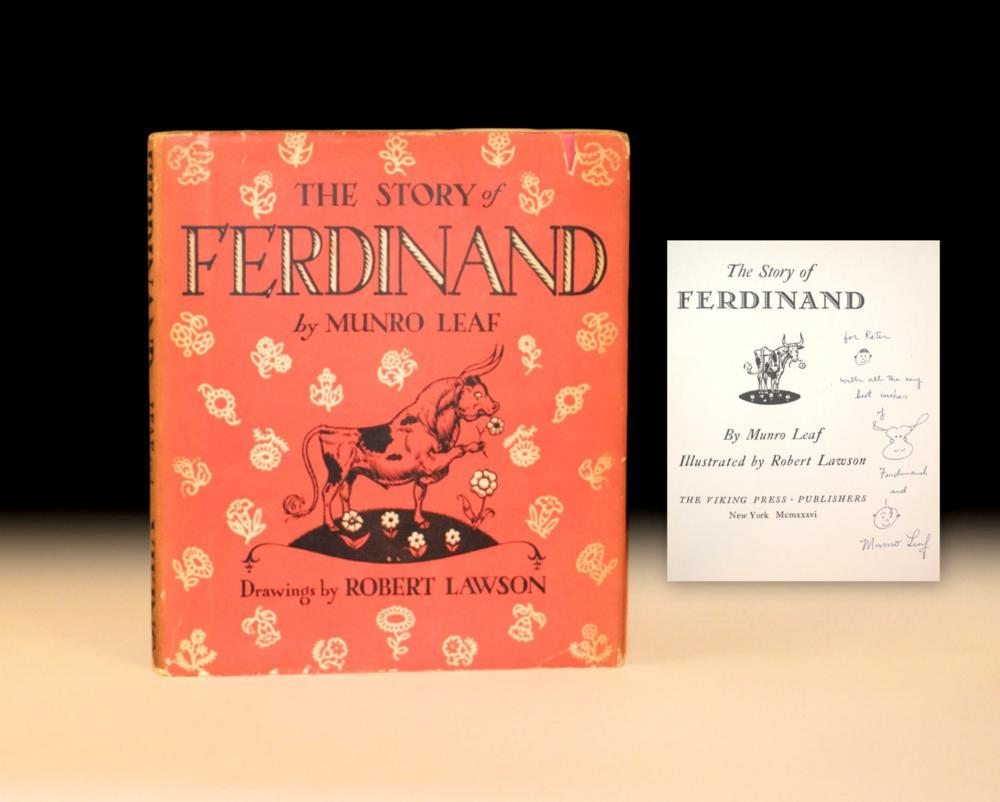 THE STORY of
FERDINAND
by MUNRO LEAF
Drawings by ROBERT LAWSON
The Story of
FERDINAND
for Peter
with all the very
best wishes
of
Ferdinand
and
Munro Leaf
By Munro Leaf
Illustrated by Robert Lawson
THE VIKING PRESS · PUBLISHERS
New York Mcmxxxvi